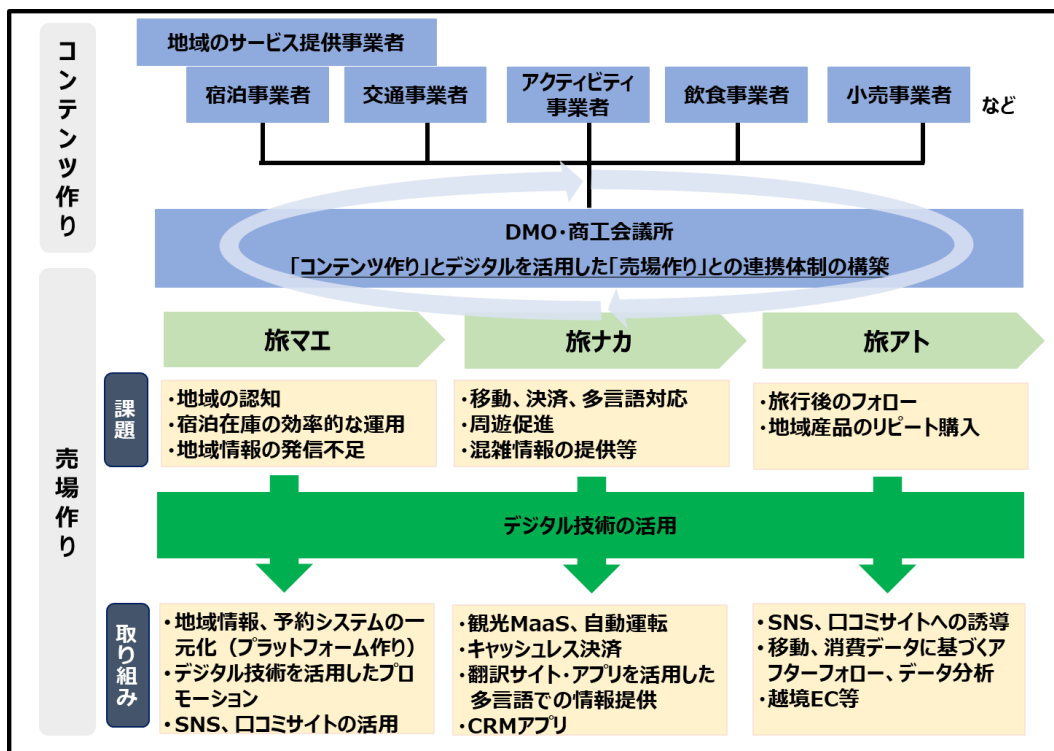 コンテンツ作り
地域のサービス提供事業者
宿泊事業者
交通事業者
アクティビティ
事業者
飲食事業者
小売事業者
など
DMO・商工会議所
「コンテンツ作り」とデジタルを活用した「売場作り」との連携体制の構築
売場作り
旅マエ
旅ナカ
旅アト
課題
・地域の認知
・宿泊在庫の効率的な運用
・地域情報の発信不足
・移動、決済、多言語対応
・周遊促進
・混雑情報の提供等
・旅行後のフォロー
・地域産品のリピート購入
デジタル技術の活用
取り組み
・地域情報、予約システムの一
元化（プラットフォーム作り）
・デジタル技術を活用したプロ
モーション
・SNS、口コミサイトの活用
・観光MaaS、自動運転
・キャッシュレス決済
・翻訳サイト・アプリを活用した
多言語での情報提供
・CRMアプリ
・SNS、口コミサイトへの誘導
・移動、消費データに基づくア
フターフォロー、データ分析
・越境EC等